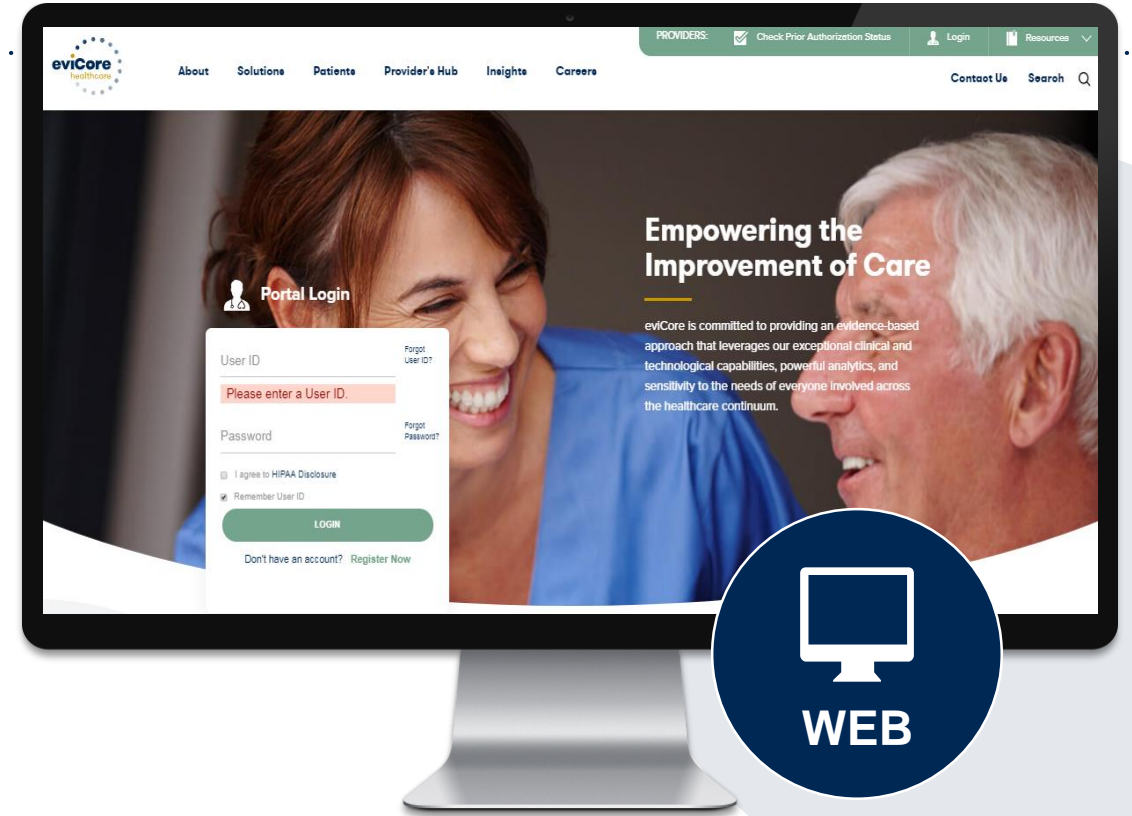 PROVIDERS: Check Prior Authorization Status Login Resources
eviCore
healthcare
About Solutions Patients Provider's Hub Insights Careers
Contact Us Search
Empowering the
Improvement of Care
Portal Login
eviCore is committed to providing an evidence-based
approach that leverages our exceptional clinical and
technological capabilities, powerful analytics, and
sensitivity to the needs of everyone involved across
the healthcare continuum.
User ID
Forgot
User ID?
Please enter a User ID.
Password
Forgot
Password?
I agree to HIPAA Disclosure
Remember User ID
LOGIN
Don't have an account? Register Now
WEB